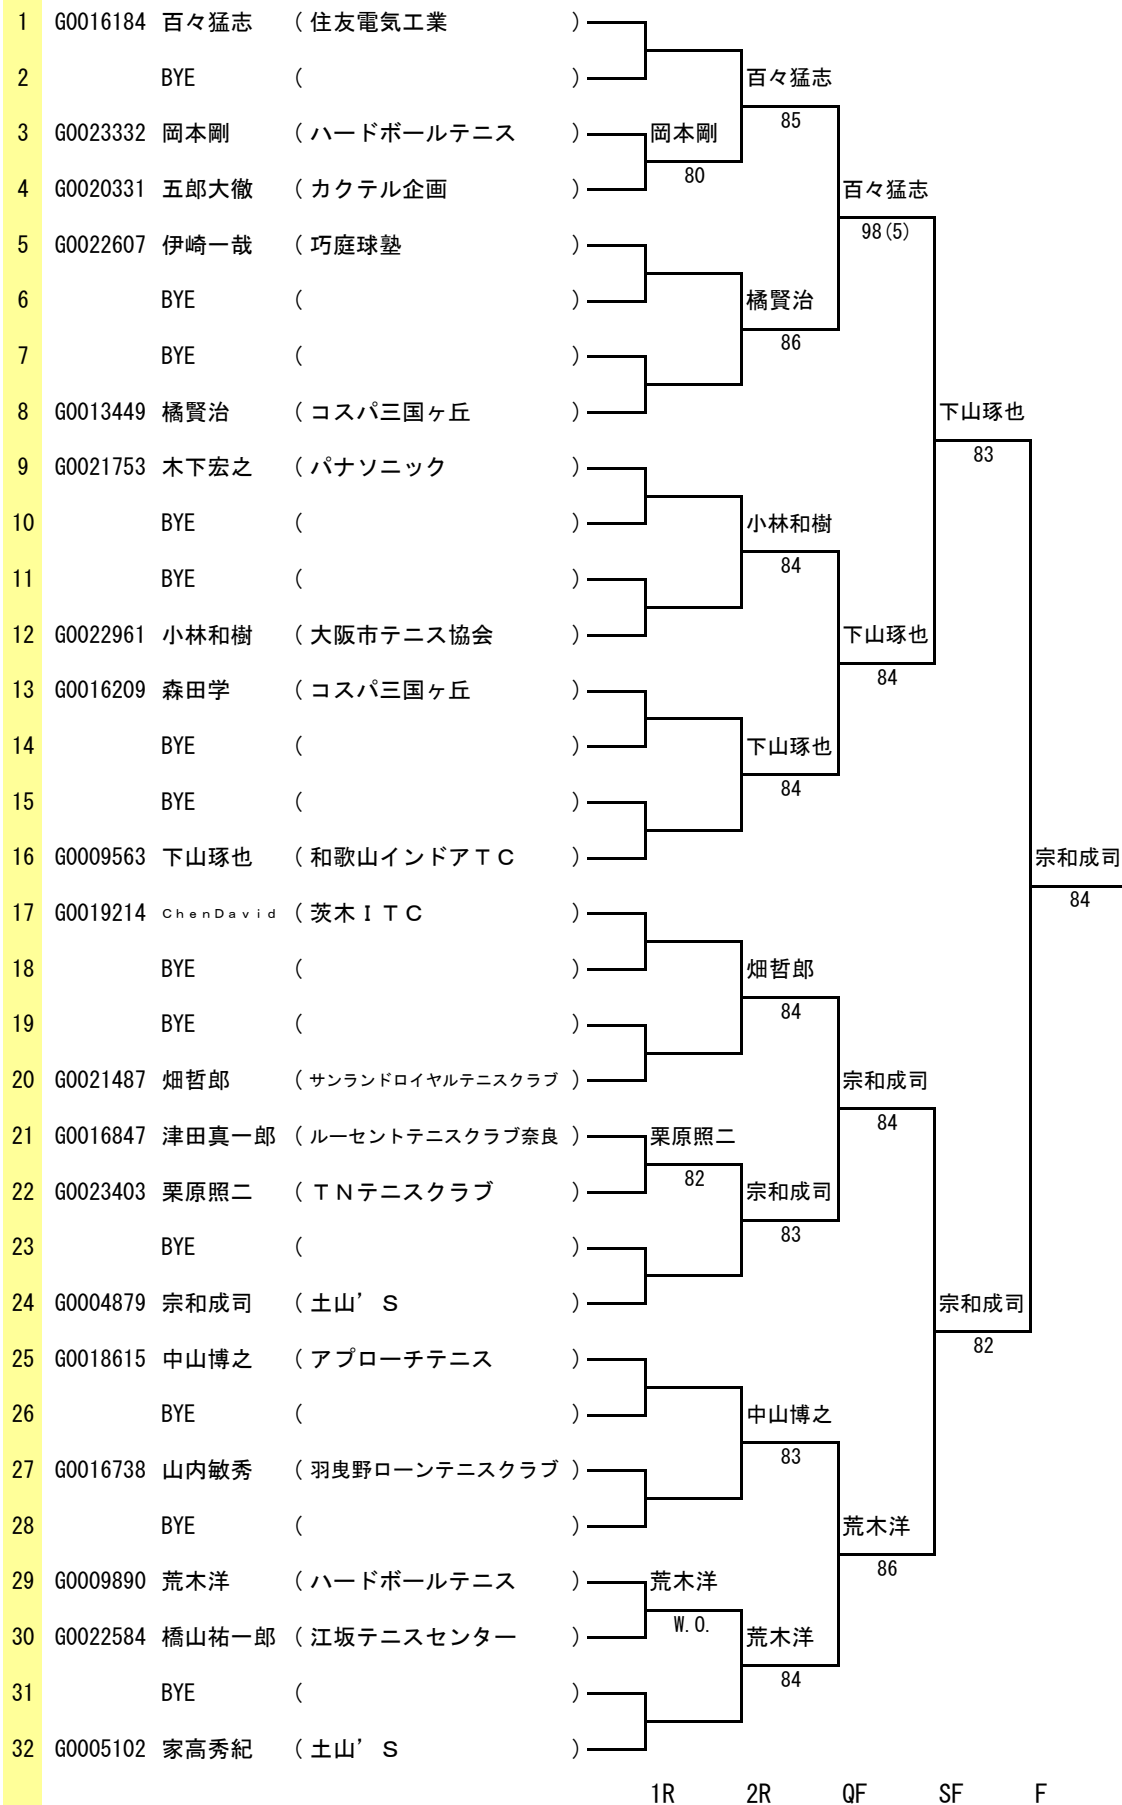 1 G0016184 百々猛志 ( 住友電気工業 )
2 BYE ( ) 百々猛志
85
3 G0023332 岡本剛 ( ハードボールテニス ) 岡本剛
80
4 G0020331 五郎大徹 ( カクテル企画 ) 百々猛志
98(5)
5 G0022607 伊崎一哉 ( 巧庭球塾 )
6 BYE ( ) 橘賢治
86
7 BYE ( )
8 G0013449 橘賢治 ( コスパ三国ヶ丘 ) 下山琢也
83
9 G0021753 木下宏之 ( パナソニック )
10 BYE ( ) 小林和樹
84
11 BYE ( )
12 G0022961 小林和樹 ( 大阪市テニス協会 ) 下山琢也
84
13 G0016209 森田学 ( コスパ三国ヶ丘 )
14 BYE ( ) 下山琢也
84
15 BYE ( )
16 G0009563 下山琢也 ( 和歌山インドアTC ) 宗和成司
84
17 G0019214 ChenDavid ( 茨木ITC )
18 BYE ( ) 畑哲郎
84
19 BYE ( )
20 G0021487 畑哲郎 ( サンランドロイヤルテニスクラブ ) 宗和成司
84
21 G0016847 津田真一郎 ( ルーセントテニスクラブ奈良 ) 栗原照二
82
22 G0023403 栗原照二 ( TNテニスクラブ ) 宗和成司
83
23 BYE ( )
24 G0004879 宗和成司 ( 土山’S ) 宗和成司
82
25 G0018615 中山博之 ( アプローチテニス )
26 BYE ( ) 中山博之
83
27 G0016738 山内敏秀 ( 羽曳野ローンテニスクラブ )
28 BYE ( ) 荒木洋
86
29 G0009890 荒木洋 ( ハードボールテニス ) 荒木洋
W.O.
30 G0022584 橋山祐一郎 ( 江坂テニスセンター ) 荒木洋
84
31 BYE ( )
32 G0005102 家高秀紀 ( 土山’S )
1R 2R QF SF F